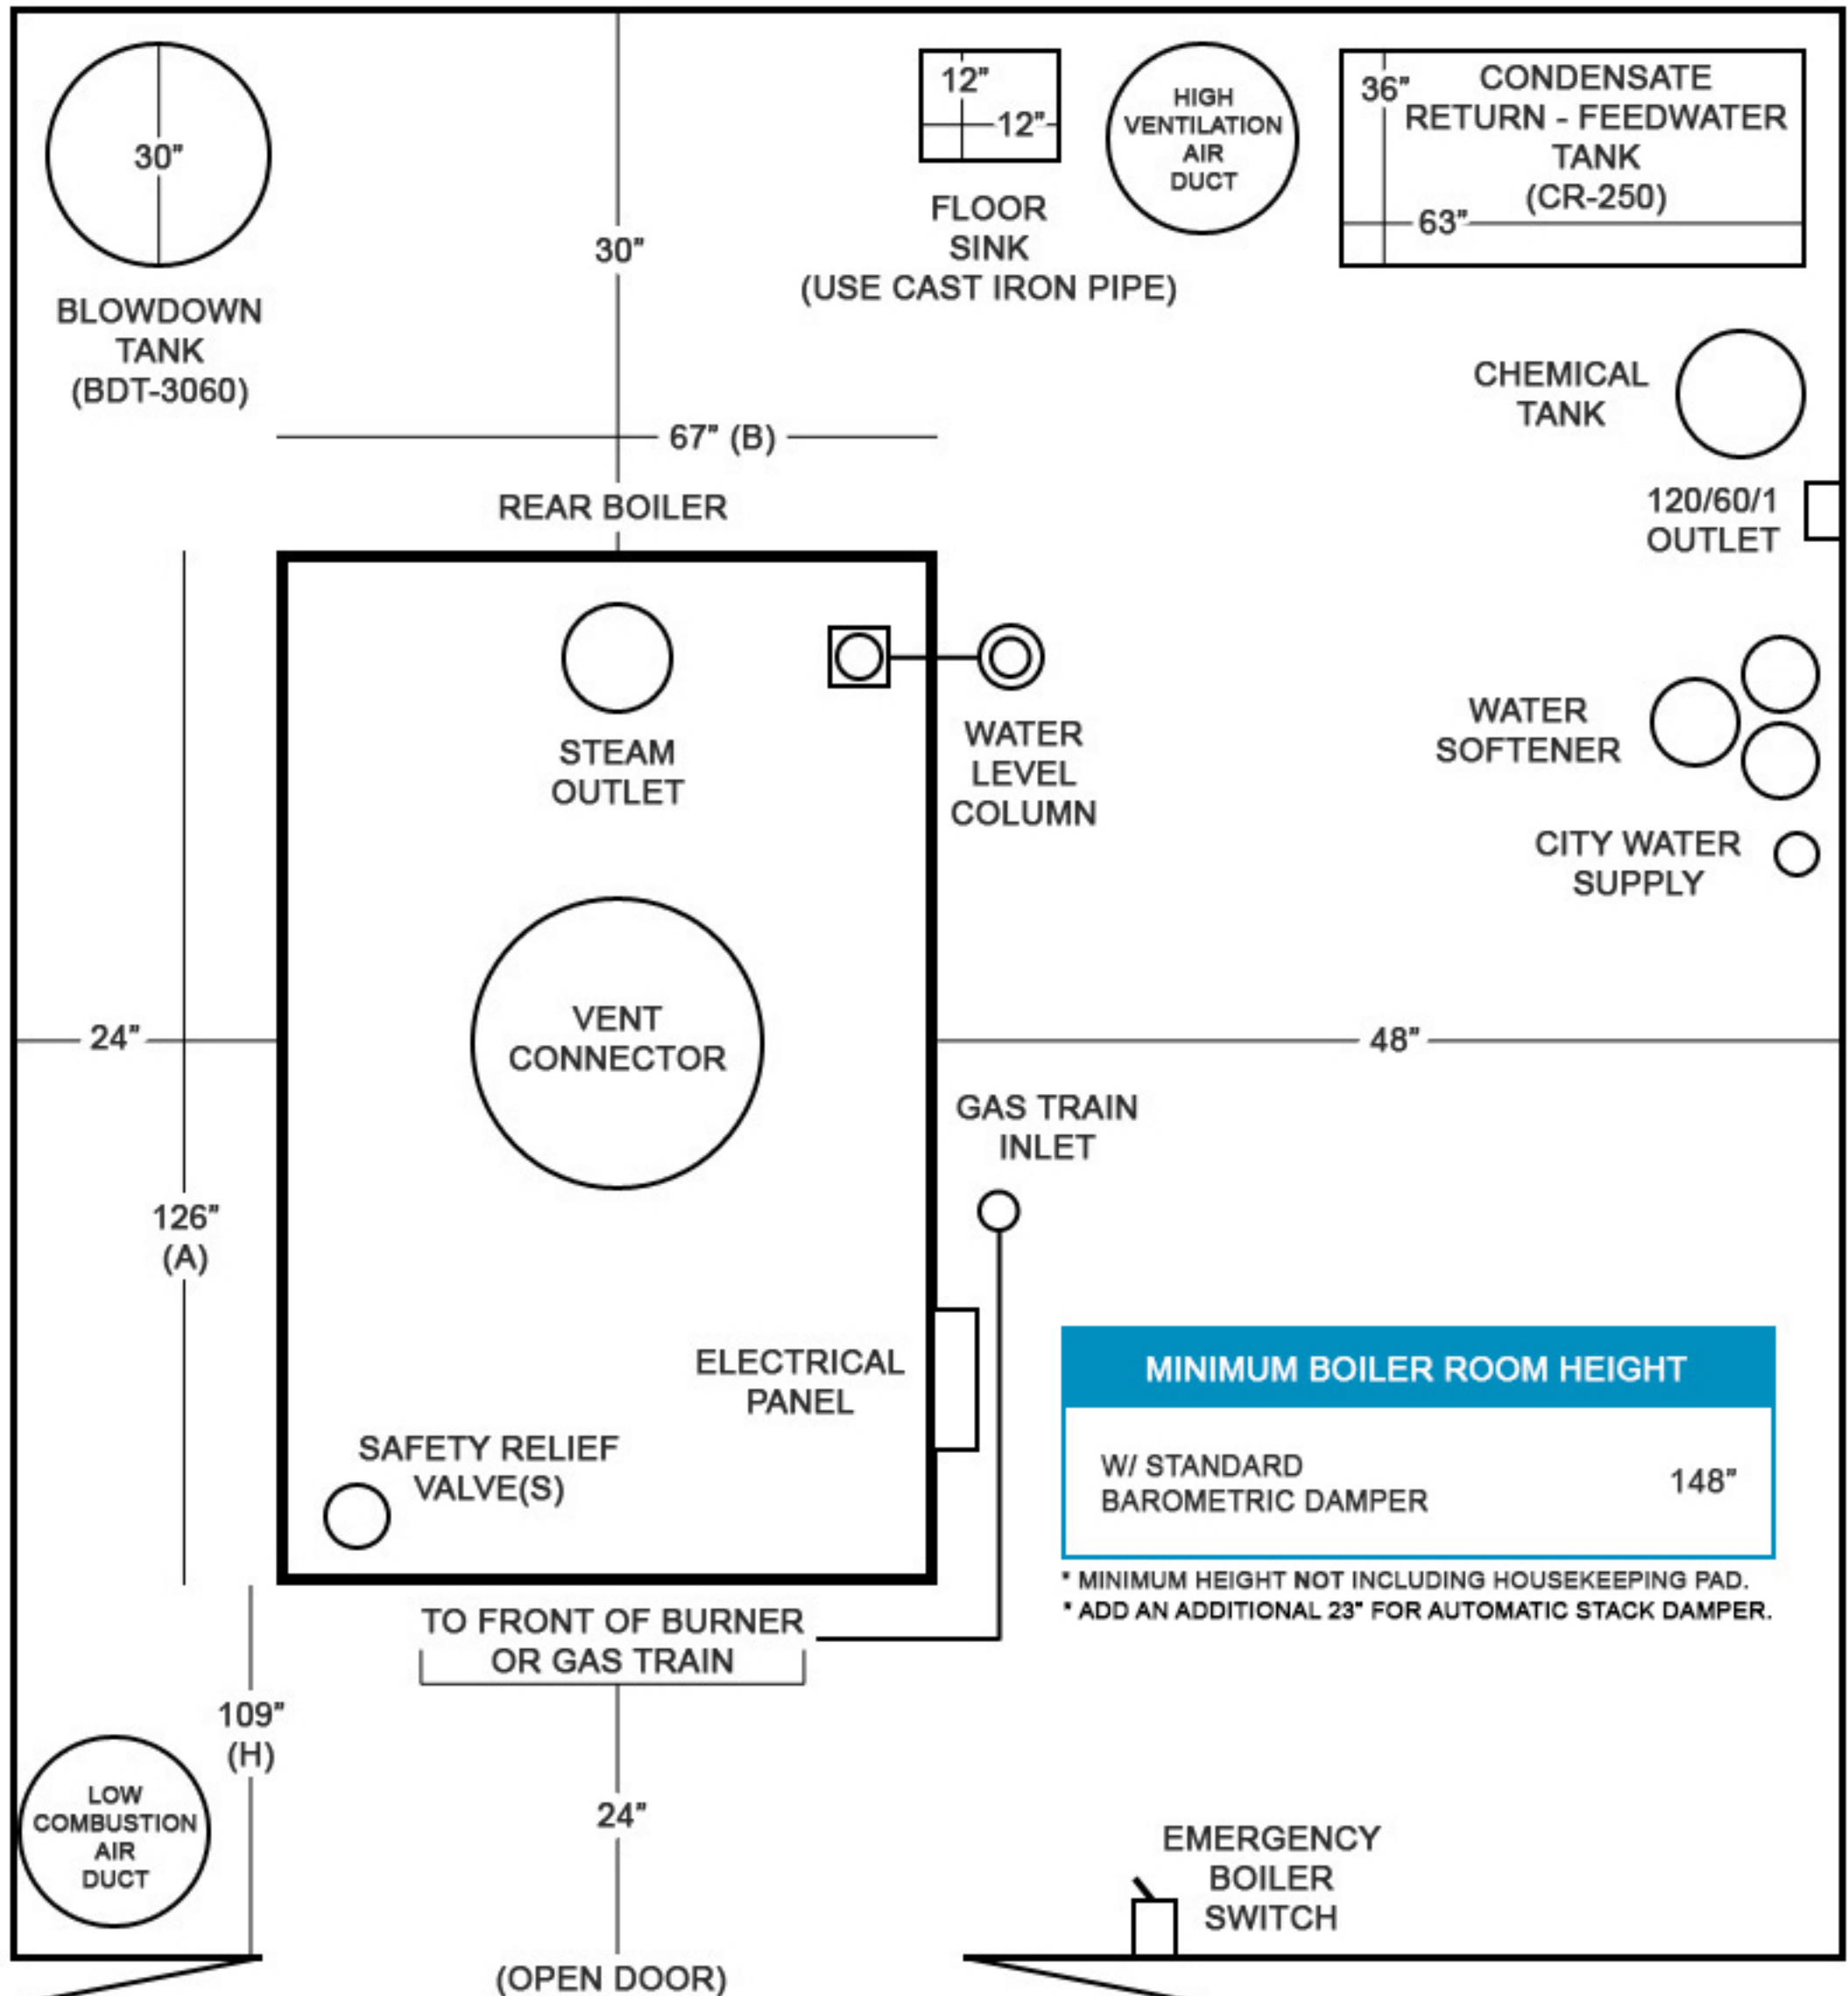 30”
BLOWDOWN
TANK
(BDT-3060)
30”
12”
12”
FLOOR
SINK
(USE CAST IRON PIPE)
HIGH
VENTILATION
AIR
DUCT
36”
CONDENSATE
RETURN - FEEDWATER
TANK
(CR-250)
63”
CHEMICAL
TANK
67” (B)
REAR BOILER
120/60/1
OUTLET
STEAM
OUTLET
WATER
LEVEL
COLUMN
WATER
SOFTENER
CITY WATER
SUPPLY
VENT
CONNECTOR
24”
48”
GAS TRAIN
INLET
126”
(A)
ELECTRICAL
PANEL
SAFETY RELIEF
VALVE(S)
MINIMUM BOILER ROOM HEIGHT
W/ STANDARD
BAROMETRIC DAMPER
148”
* MINIMUM HEIGHT NOT INCLUDING HOUSEKEEPING PAD.
* ADD AN ADDITIONAL 23” FOR AUTOMATIC STACK DAMPER.
TO FRONT OF BURNER
OR GAS TRAIN
109”
(H)
LOW
COMBUSTION
AIR
DUCT
24”
EMERGENCY
BOILER
SWITCH
(OPEN DOOR)